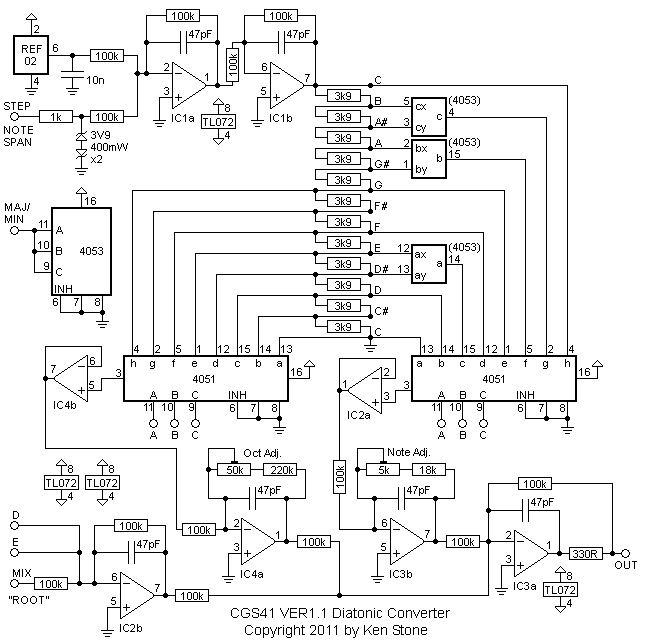 100k
47pF
2
REF
02
6
4
100k
10n
STEP
NOTE
SPAN
1k
100k
3V9
400mW
x2
2
3
1
IC1a
100k
8
TL072
4
100k
47pF
6
5
7
IC1b
C
3k9
B
5
cx
(4053)
c
4
3k9
A#
3
cy
3k9
A
2
bx
(4053)
b
15
3k9
G#
1
by
3k9
G
3k9
F#
3k9
F
3k9
E
12
ax
(4053)
a
14
3k9
D#
13
ay
3k9
D
3k9
C#
3k9
C
MAJ/
MIN
16
11
A
10
B
9
C
4053
INH
6
7
8
4 2 5 1 12 15 14 13
h g f e d c b a
4051
3
16
A B C INH
11 10 9 6 7 8
A B C
13 14 15 12 1 5 2 4
a b c d e f g h
4051
3
16
A B C INH
11 10 9 6 7 8
A B C
7
6
5
IC4b
1
2
3
IC2a
8
TL072
4
8
TL072
4
Oct Adj.
50k
220k
47pF
100k
2
3
1
IC4a
100k
100k
Note Adj.
5k
18k
47pF
6
5
7
IC3b
100k
100k
47pF
2
3
1
IC3a
330R
OUT
8
TL072
4
D
E
MIX
"ROOT"
100k
100k
47pF
6
5
7
IC2b
100k
CGS41 VER1.1 Diatonic Converter
Copyright 2011 by Ken Stone